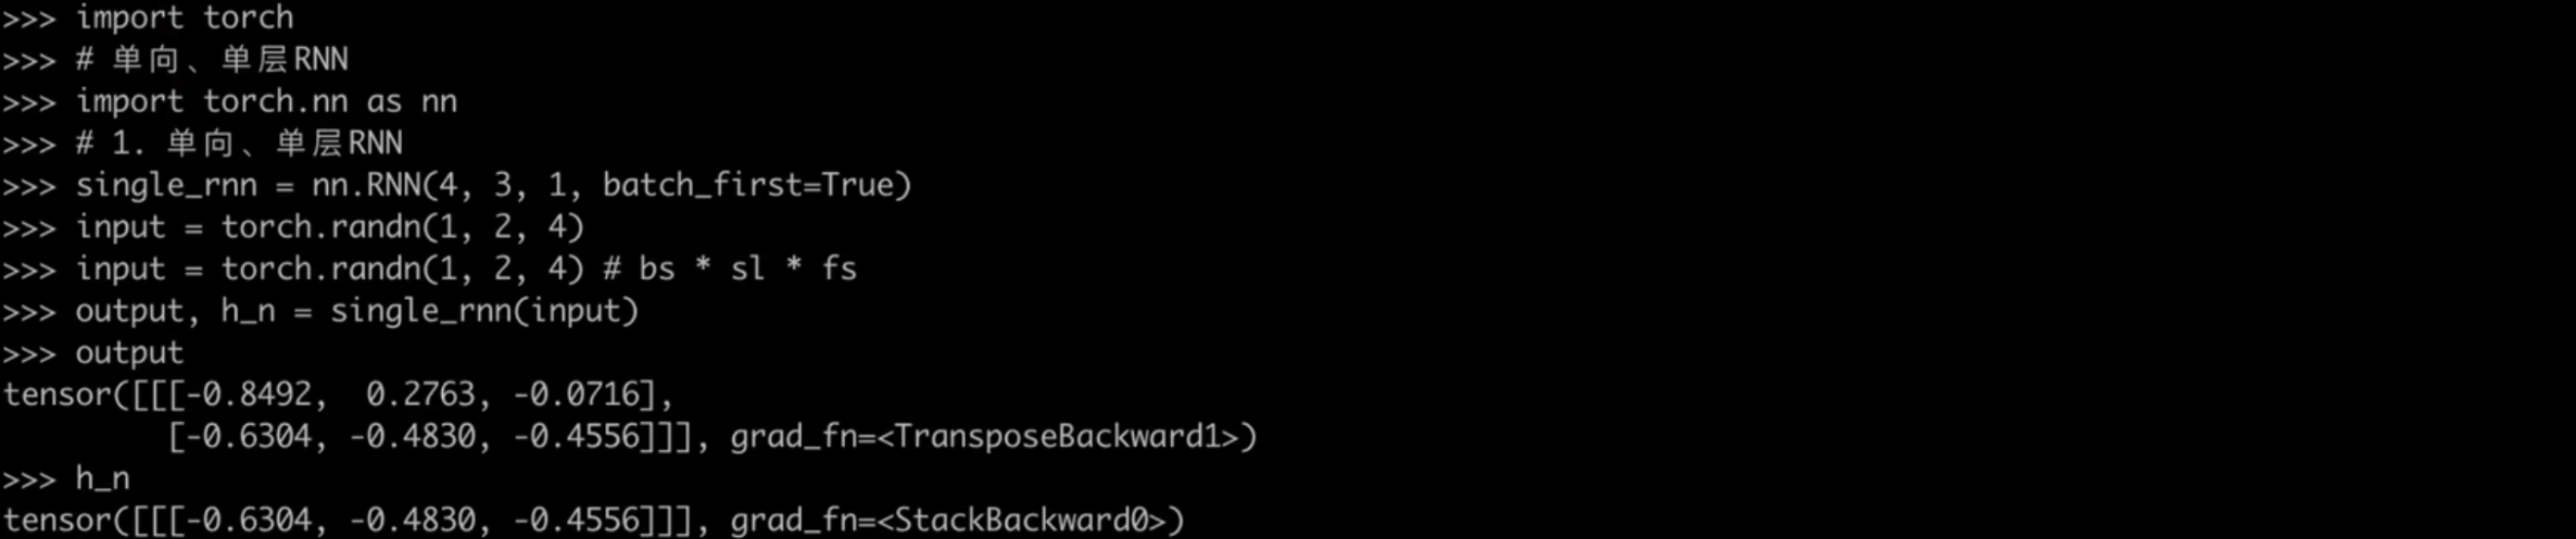 >>> import torch
>>> # 单向、单层RNN
>>> import torch.nn as nn
>>> # 1. 单向、单层RNN
>>> single_rnn = nn.RNN(4, 3, 1, batch_first=True)
>>> input = torch.randn(1, 2, 4)
>>> input = torch.randn(1, 2, 4) # bs * sl * fs
>>> output, h_n = single_rnn(input)
>>> output
tensor([[[-0.8492,  0.2763, -0.0716],
         [-0.6304, -0.4830, -0.4556]]], grad_fn=<TransposeBackward1>)
>>> h_n
tensor([[[-0.6304, -0.4830, -0.4556]]], grad_fn=<StackBackward0>)